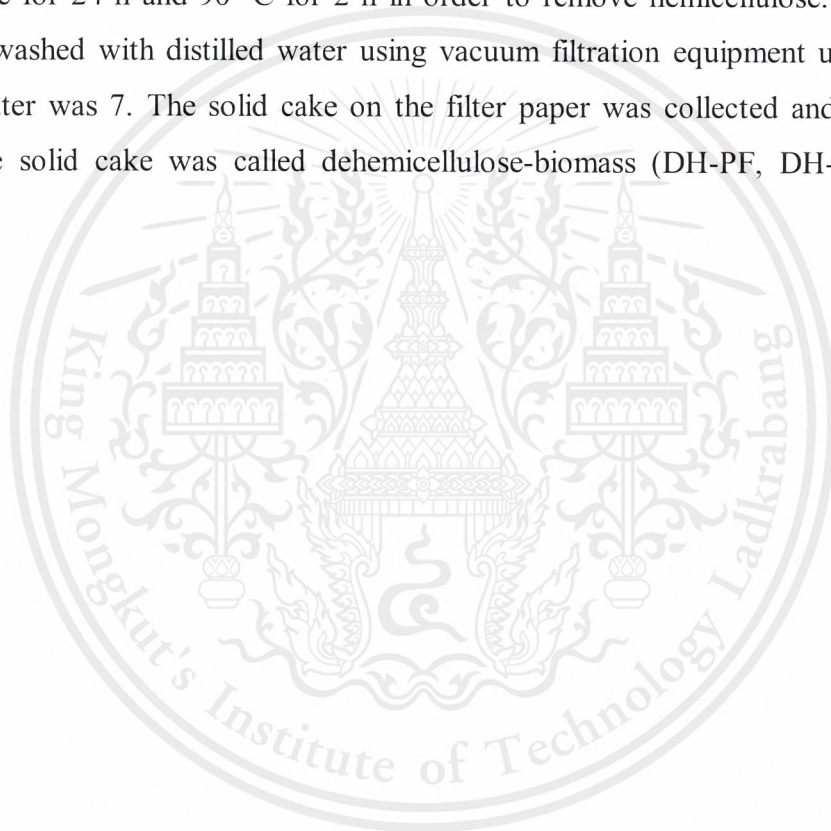 for 24 h and 90 °C for 2 h in order to remove hemicellulose.
washed with distilled water using vacuum filtration equipment
was 7. The solid cake on the filter paper was collected and
solid cake was called dehemicellulose-biomass (DH-PF, DH-
King Mongkut's Institute of Technology Ladkrabang